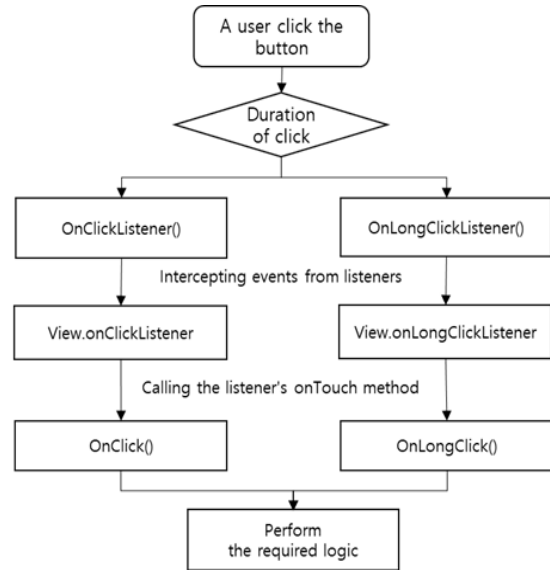 A user click the
button
Duration
of click
OnClickListener()
OnLongClickListener()
Intercepting events from listeners
View.onClickListener
View.onLongClickListener
Calling the listener's onTouch method
OnClick()
OnLongClick()
Perform
the required logic